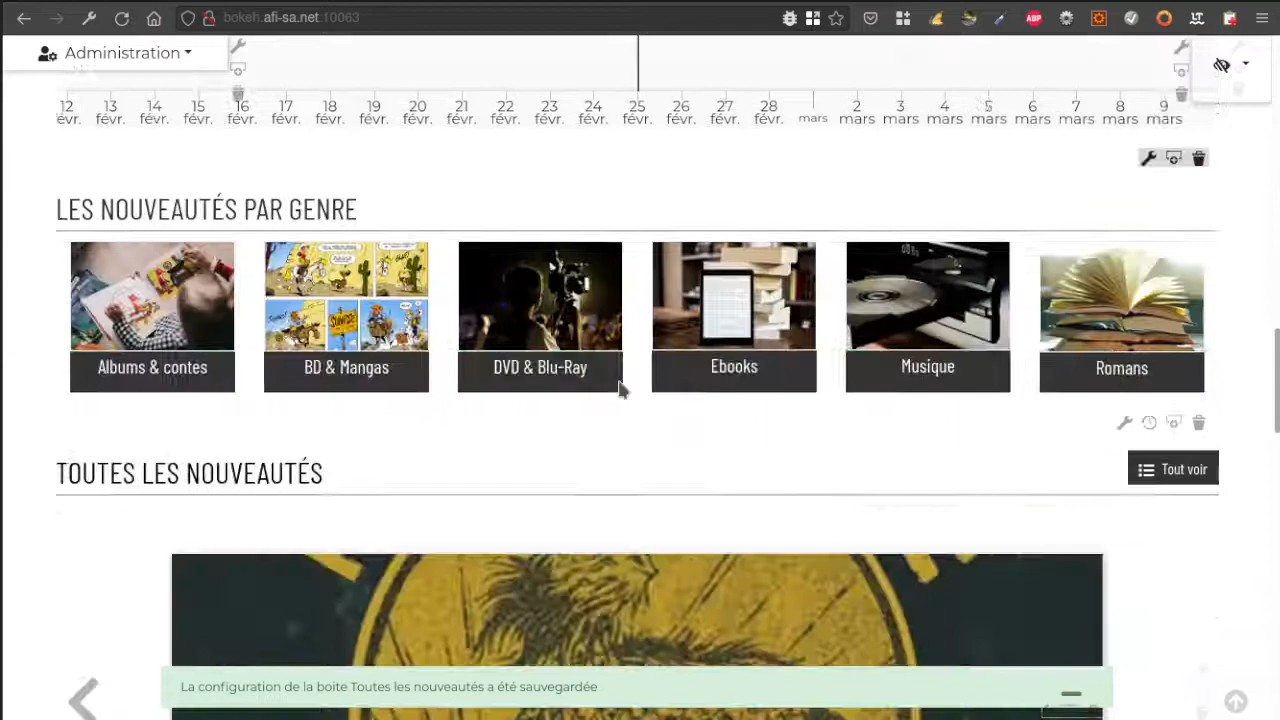 bokeh.afi-sa.net:10063
ABP
Administration
12 13 14 15 16 17 18 19 20 21 22 23 24 25 26 27 28 2 3 4 5 6 7 8 9
évr. févr. févr. févr. févr. févr. févr. févr. févr. févr. févr. févr. févr. févr. févr. févr. févr. mars mars mars mars mars mars mars mars mars
LES NOUVEAUTÉS PAR GENRE
Albums & contes
BD & Mangas
DVD & Blu-Ray
Ebooks
Musique
Romans
TOUTES LES NOUVEAUTÉS
Tout voir
La configuration de la boite Toutes les nouveautés a été sauvegardée